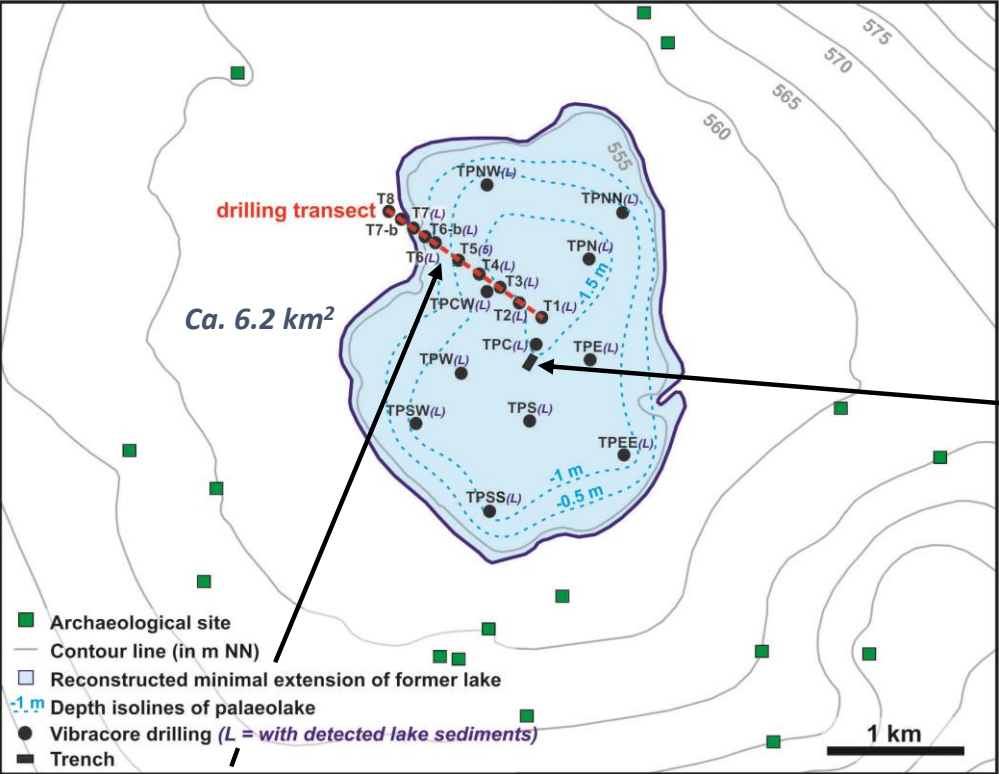 575
570
565
560
555
TPNW(L)
TPNN(L)
T8
drilling transect
T7(L)
T7-b
T6-b(L)
T5(5)
TPN(L)
T6(L)
T4(L)
-1.5 m
T3(L)
TPCW(L)
T1(L)
T2(L)
Ca. 6.2 km²
TPC(L)
TPE(L)
TPW(L)
TPSW(L)
TPS(L)
TPEE(L)
-1 m
-0.5 m
TPSS(L)
Archaeological site
Contour line (in m NN)
Reconstructed minimal extension of former lake
-1 m Depth isolines of palaeolake
Vibracore drilling (L = with detected lake sediments)
Trench
1 km